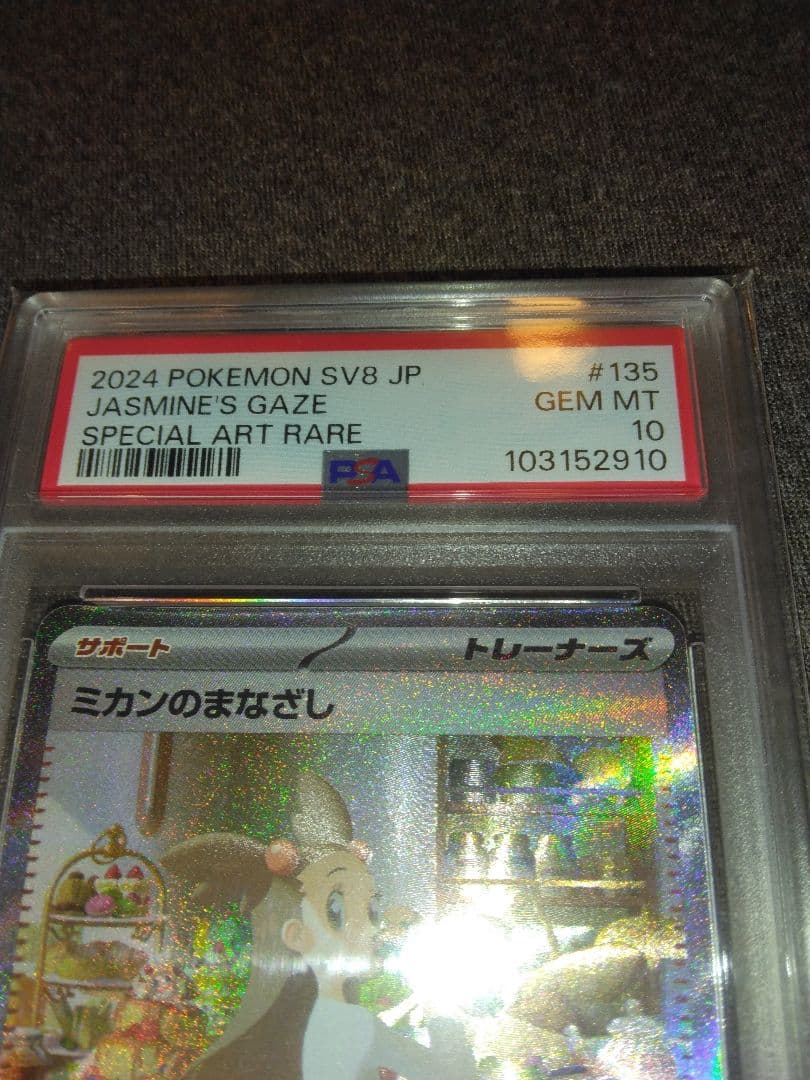 2024 POKEMON SV8 JP #135
JASMINE'S GAZE GEM MT
SPECIAL ART RARE 10
PSA 103152910
サポート トレーナーズ
ミカンのまなざし